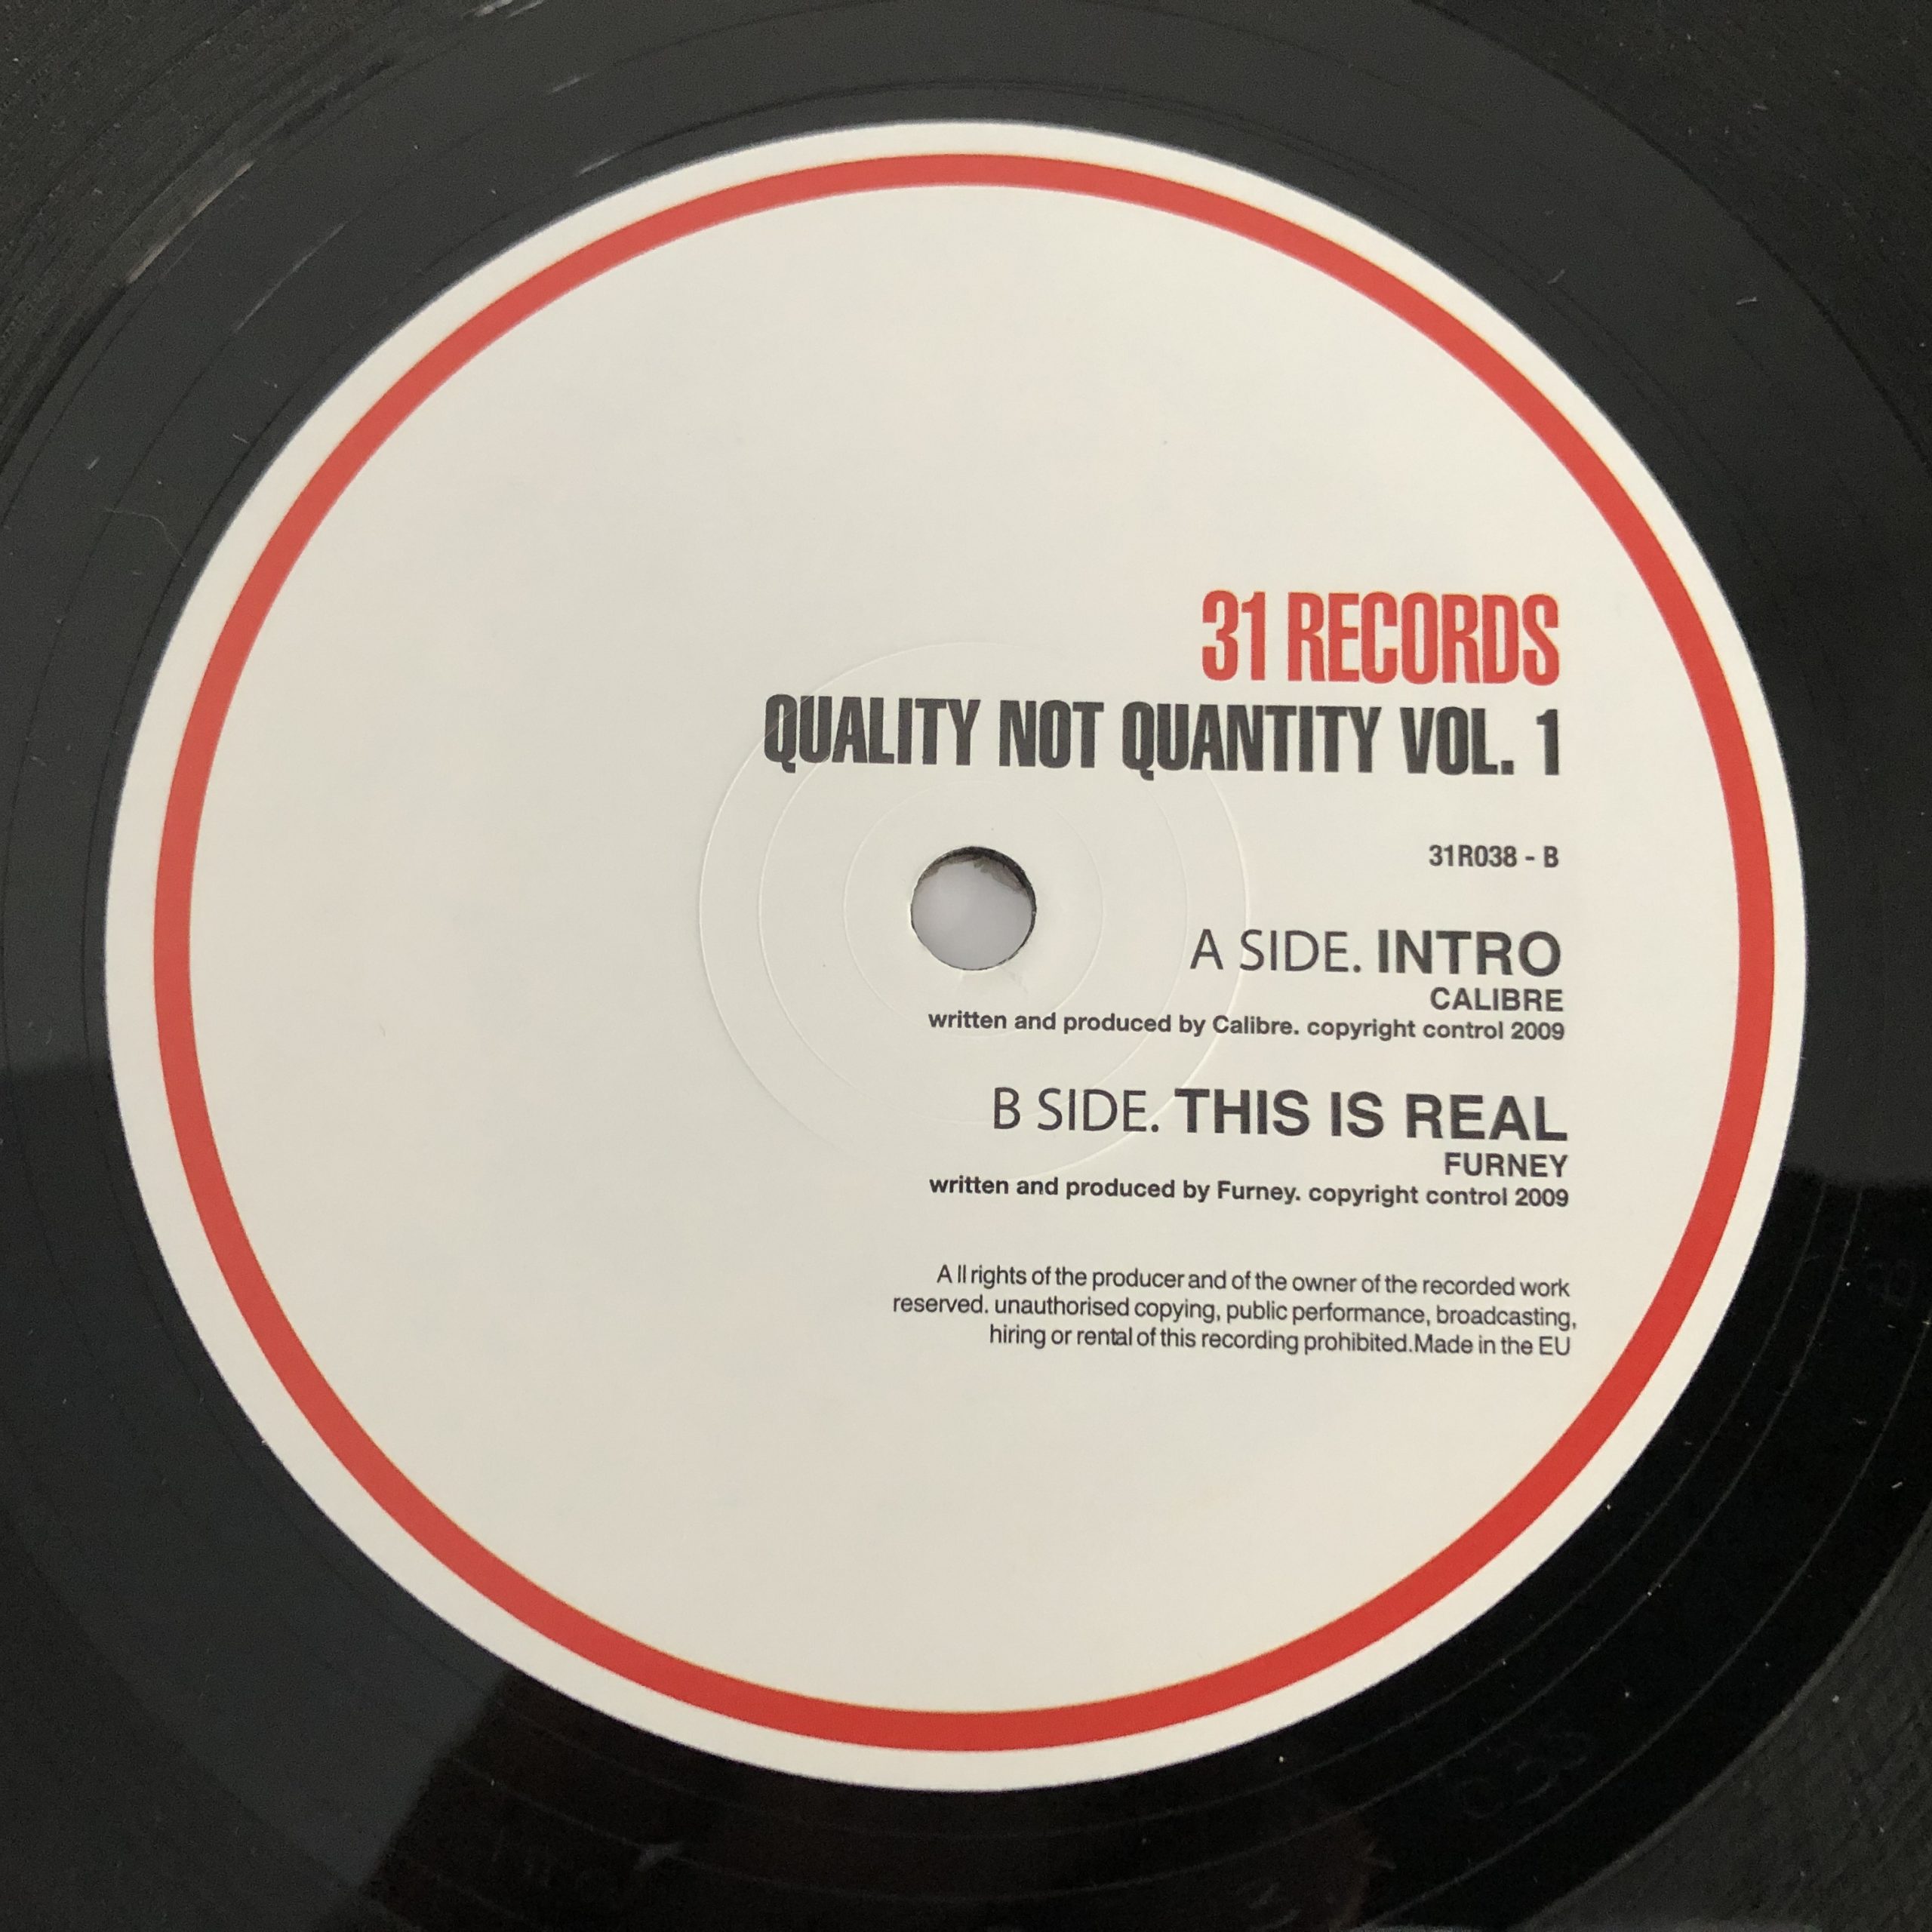 31 RECORDS
QUALITY NOT QUANTITY VOL. 1
31R038 - B
A SIDE. INTRO
CALIBRE
written and produced by Calibre. copyright control 2009
B SIDE. THIS IS REAL
FURNEY
written and produced by Furney. copyright control 2009
A ll rights of the producer and of the owner of the recorded work
reserved. unauthorised copying, public performance, broadcasting,
hiring or rental of this recording prohibited.Made in the EU